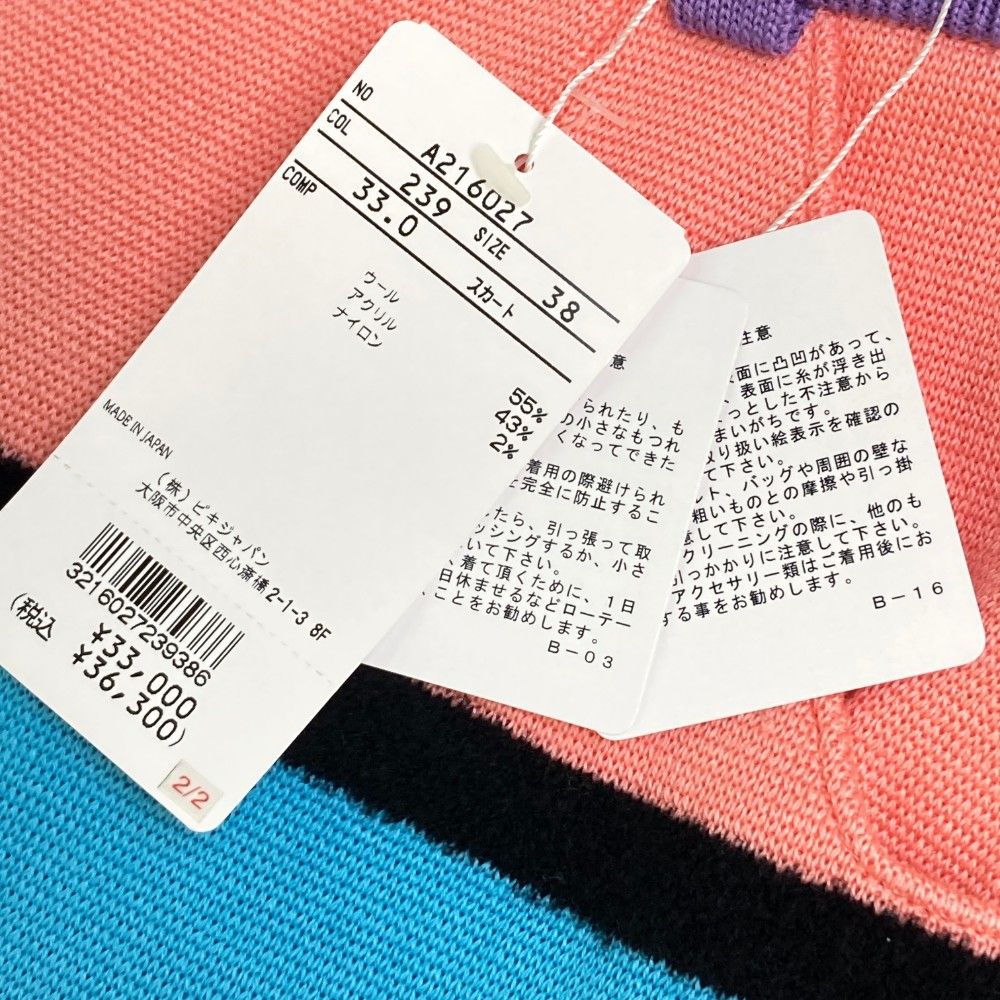 NO A216027
COL 239 SIZE 38
COMP 33.0 スカート
ウール 55%
アクリル 43%
ナイロン 2%
MADE IN JAPAN
(株)ピキジャパン
大阪市中央区西心斎橋2-1-3 8F
3216027239386
¥33,000
(税込 ¥36,300)
2/2
意
られたり、も
の小さなもつれ
くなってできた
着用の際避けられ
完全に防止するこ
たら、引っ張って取
ッシングするか、小さ
いて下さい。
、着て頂くために、1日
日休ませるなどローテー
ことをお勧めします。
B-03
注意
面に凸凹があって、
、表面に糸が浮き出
っとした不注意から
まいがちです。
取り扱い絵表示を確認の
て下さい。
ト、バッグや周囲の壁な
粗いものとの摩擦や引っ掛
意して下さい。
クリーニングの際に、他のも
引っかかりに注意して下さい。
アクセサリー類はご着用後にお
する事をお勧めします。
B-16